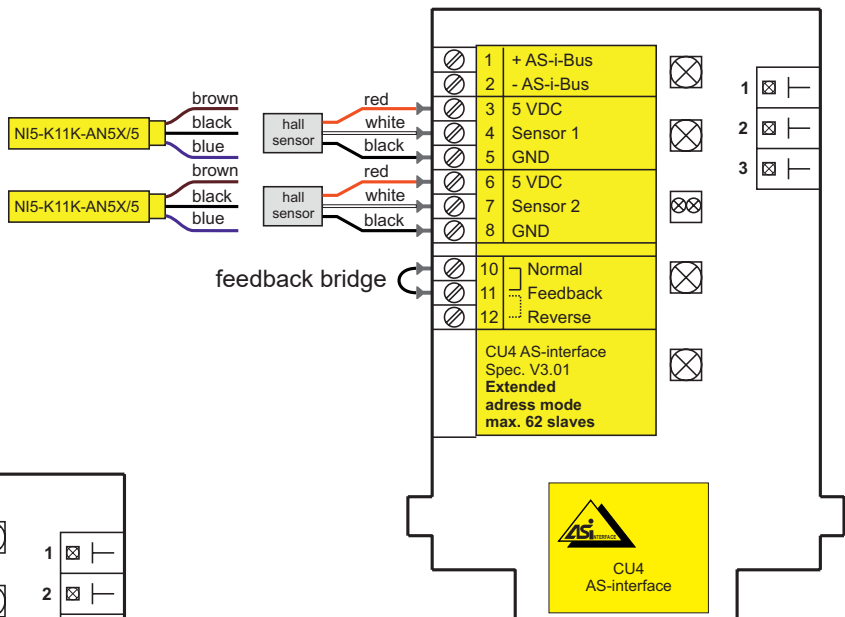 brown
black
blue
NI5-K11K-AN5X/5
brown
black
blue
NI5-K11K-AN5X/5
hall
sensor
red
white
black
hall
sensor
red
white
black
feedback bridge
1 + AS-i-Bus
2 - AS-i-Bus
3 5 VDC
4 Sensor 1
5 GND
6 5 VDC
7 Sensor 2
8 GND
10 Normal
11 Feedback
12 Reverse
CU4 AS-interface
Spec. V3.01
Extended
adress mode
max. 62 slaves
1
2
3
ASi
INTERFACE
CU4
AS-interface
1
2